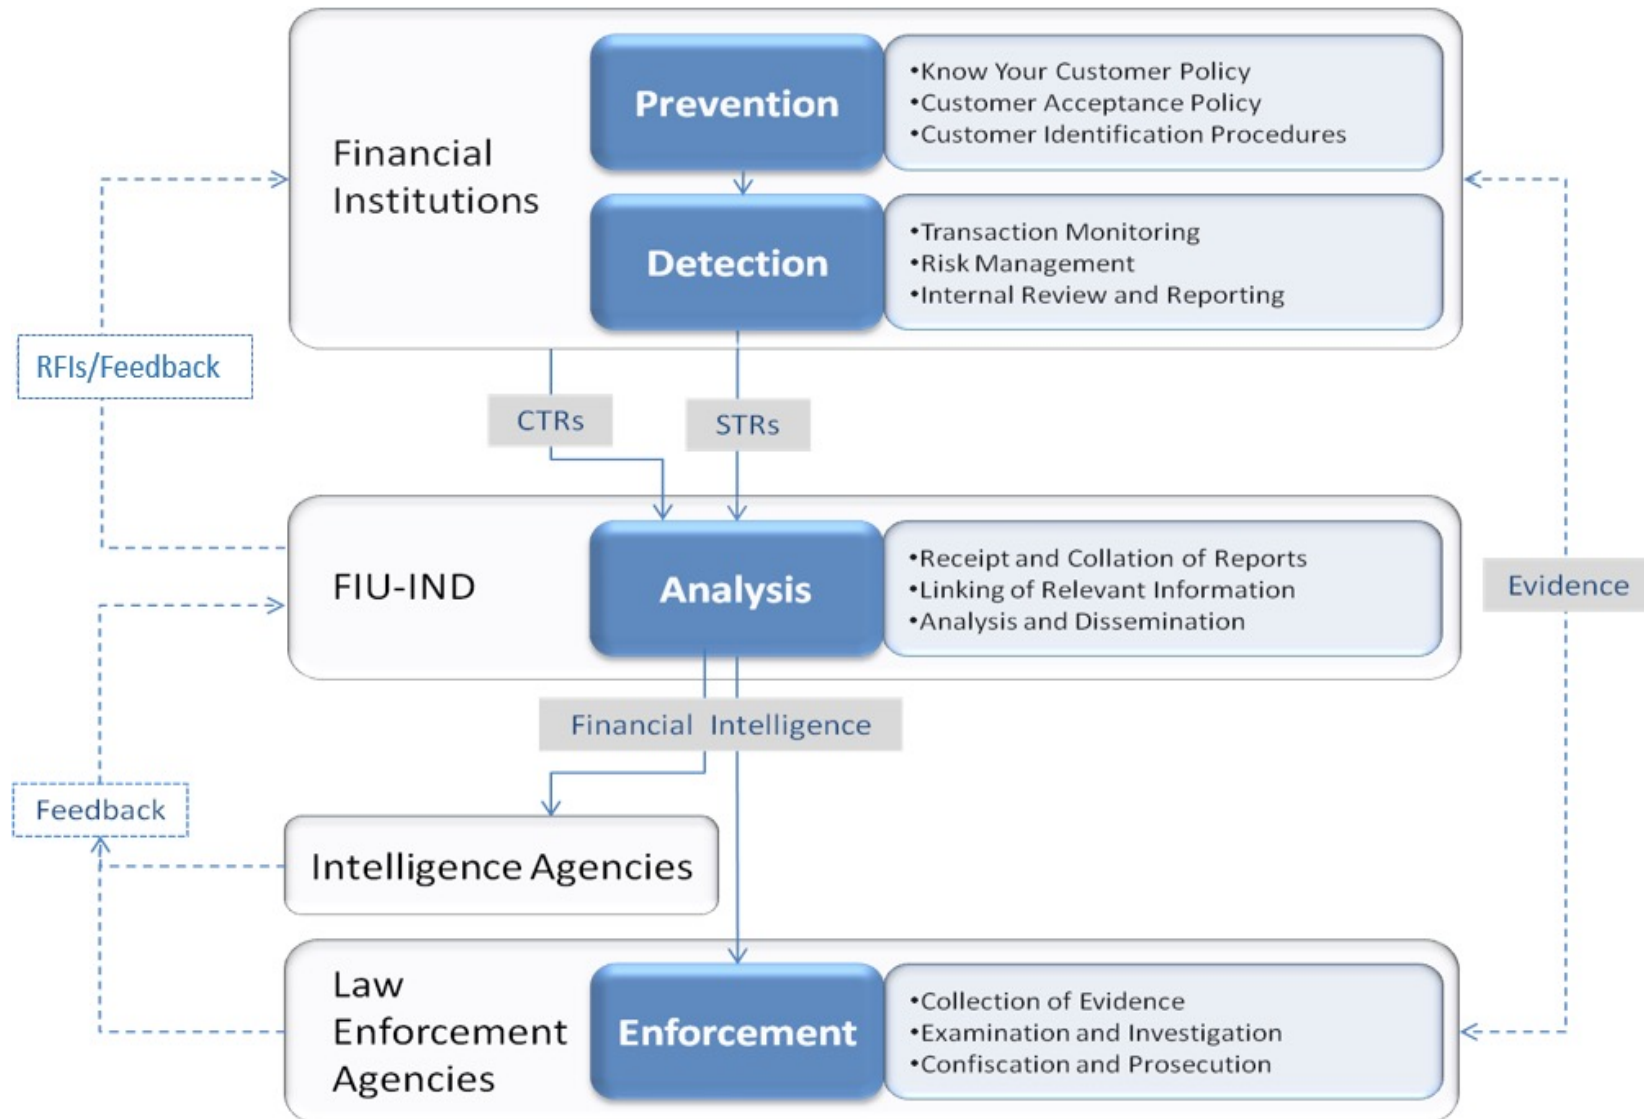 Financial
Institutions
Prevention
•Know Your Customer Policy
•Customer Acceptance Policy
•Customer Identification Procedures
Detection
•Transaction Monitoring
•Risk Management
•Internal Review and Reporting
RFIs/Feedback
CTRs
STRs
FIU-IND
Analysis
•Receipt and Collation of Reports
•Linking of Relevant Information
•Analysis and Dissemination
Evidence
Financial Intelligence
Feedback
Intelligence Agencies
Law
Enforcement
Agencies
Enforcement
•Collection of Evidence
•Examination and Investigation
•Confiscation and Prosecution